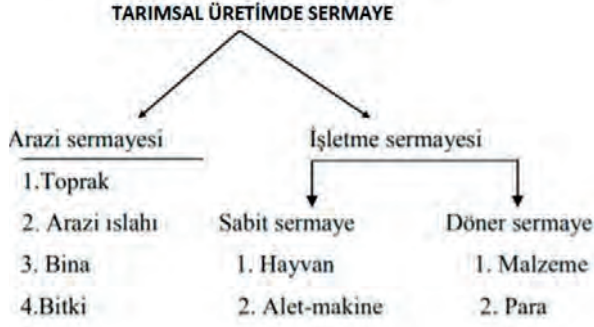 TARIMSAL ÜRETİMDE SERMAYE
Arazi sermayesi
1.Toprak
2. Arazi ıslahı
3. Bina
4.Bitki
İşletme sermayesi
Sabit sermaye
1. Hayvan
2. Alet-makine
Döner sermaye
1. Malzeme
2. Para